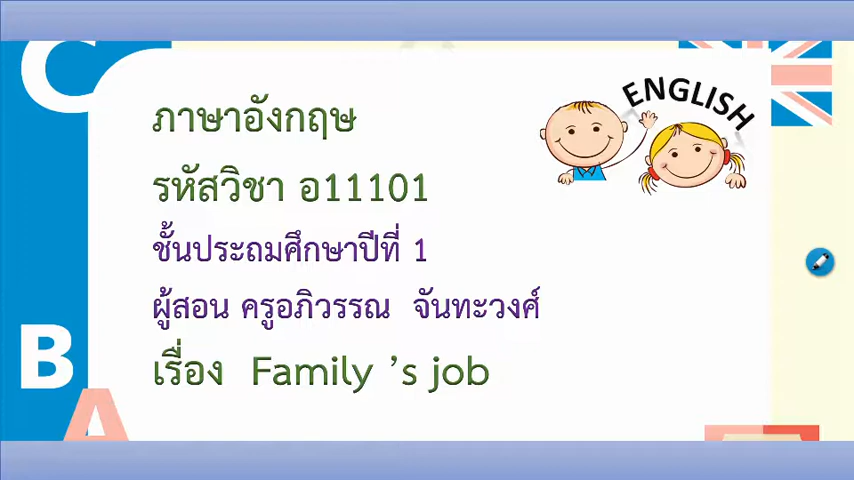 ENGLISH
ภาษาอังกฤษ
รหัสวิชา อ11101
ชั้นประถมศึกษาปีที่ 1
ผู้สอน ครูอภิวรรณ จันทะวงศ์
เรื่อง Family ’s job
C
B
A